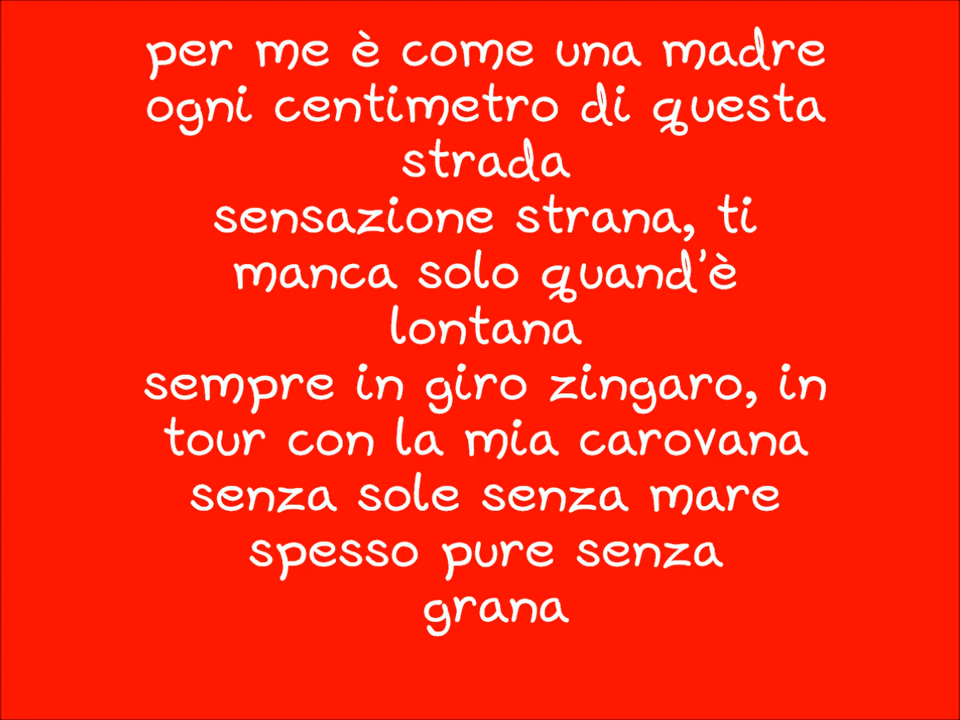 per me è come una madre
ogni centimetro di questa
strada
sensazione strana, ti
manca solo quand'è
lontana
sempre in giro zingaro, in
tour con la mia carovana
senza sole senza mare
spesso pure senza
grana